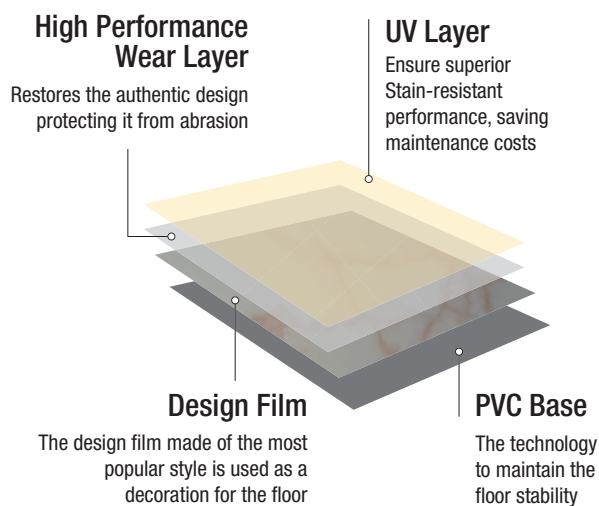 High Performance
Wear Layer
Restores the authentic design
protecting it from abrasion
UV Layer
Ensure superior
Stain-resistant
performance, saving
maintenance costs
Design Film
The design film made of the most
popular style is used as a
decoration for the floor
PVC Base
The technology
to maintain the
floor stability